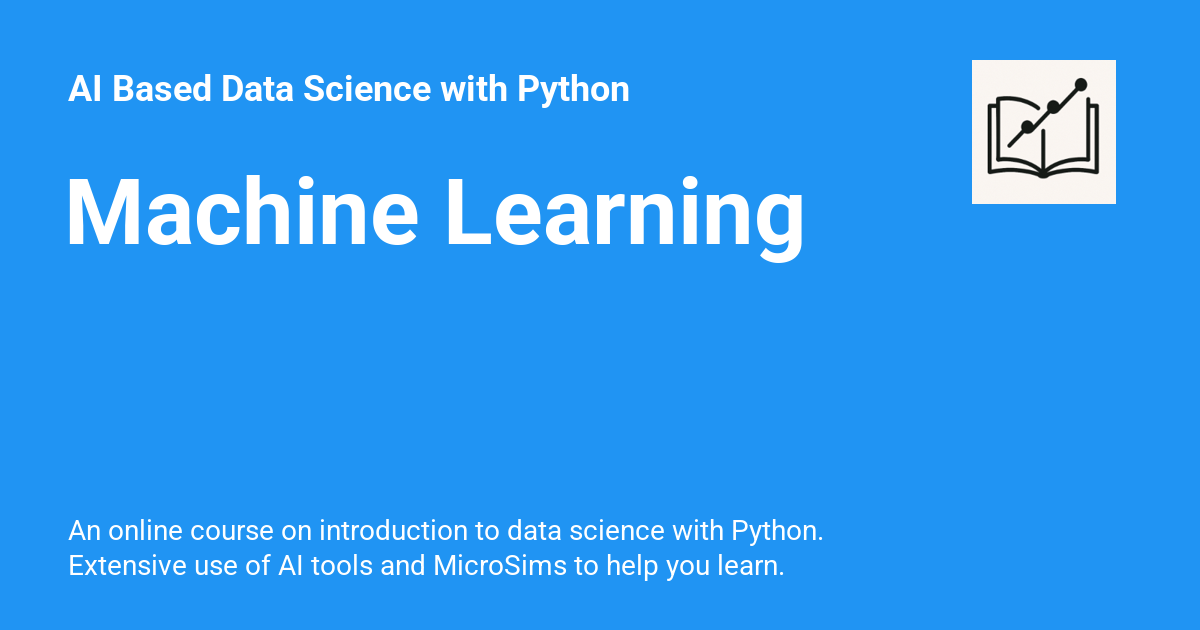 AI Based Data Science with Python
Machine Learning
An online course on introduction to data science with Python.
Extensive use of AI tools and MicroSims to help you learn.